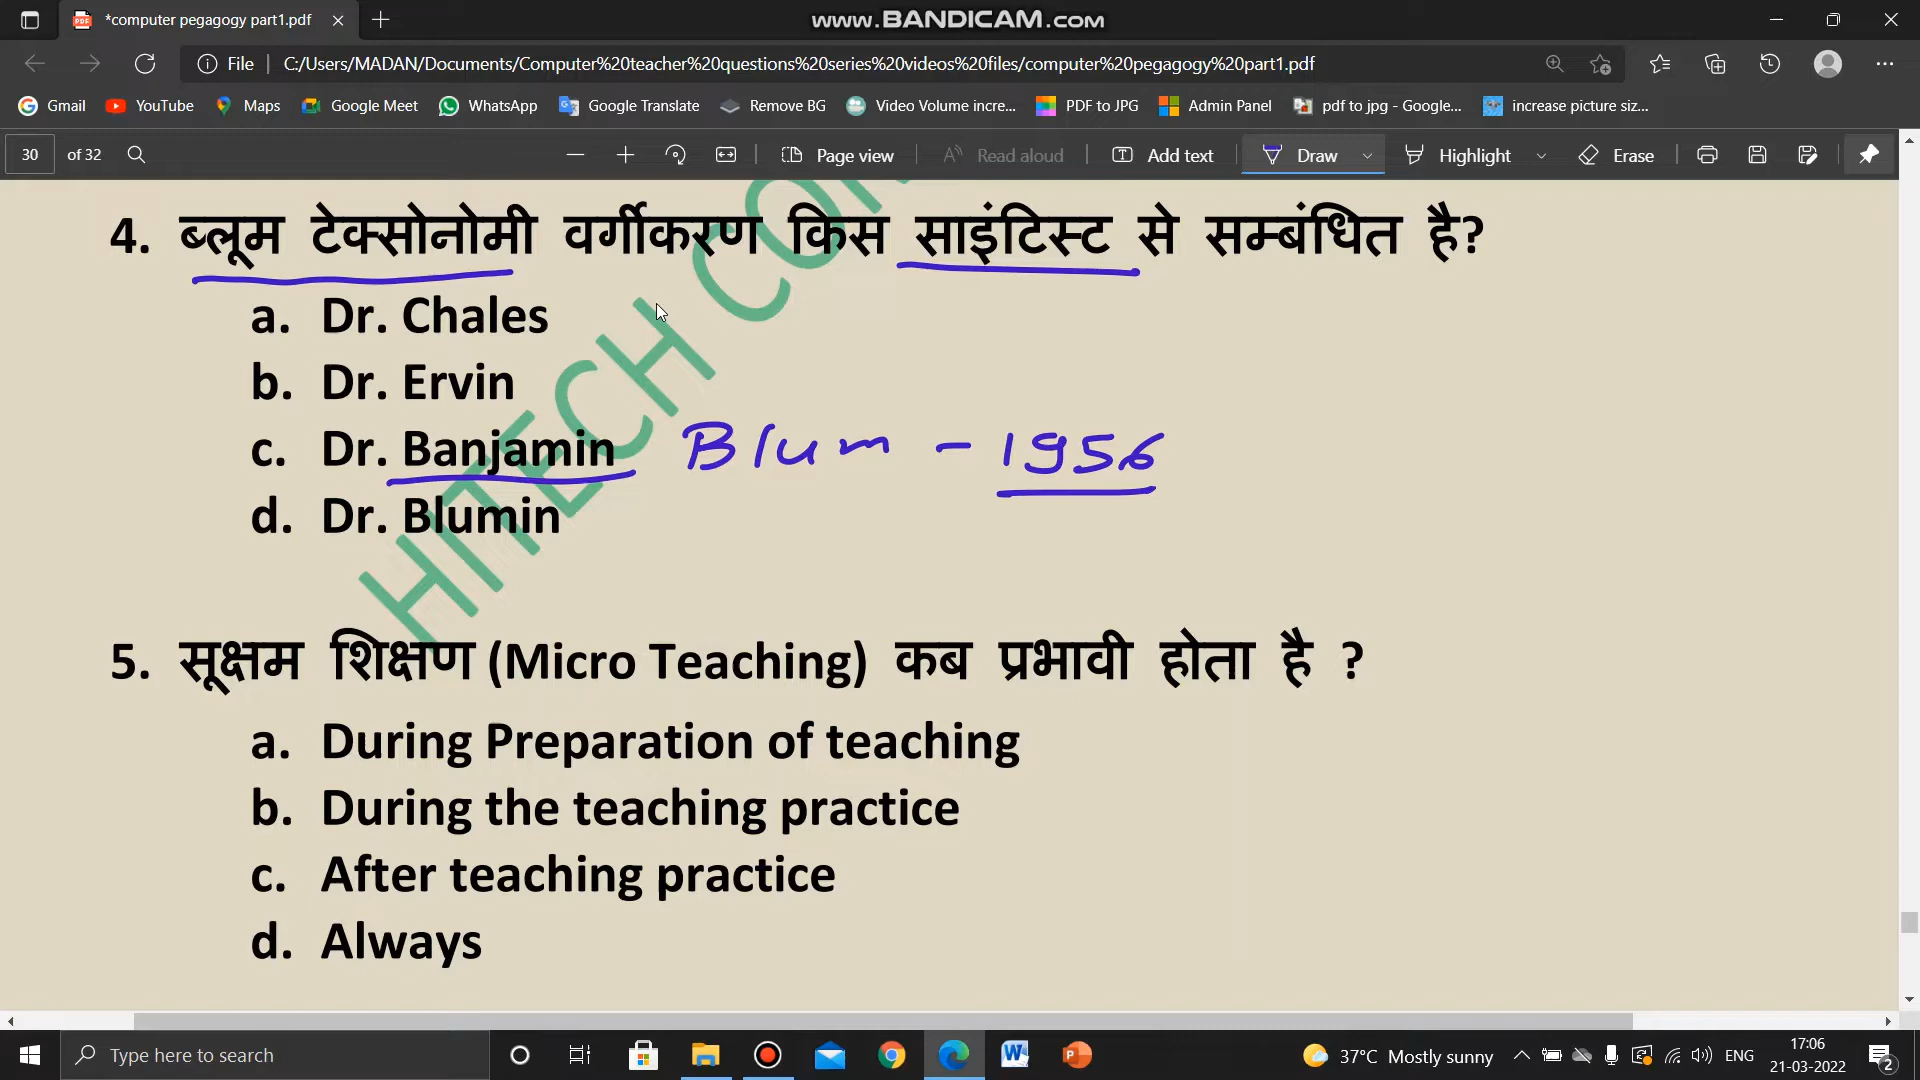 *computer pegagogy part1.pdf
www.BANDICAM.com
File C:/Users/MADAN/Documents/Computer%20teacher%20questions%20series%20videos%20files/computer%20pegagogy%20part1.pdf
Gmail YouTube Maps Google Meet WhatsApp Google Translate Remove BG Video Volume incre... PDF to JPG Admin Panel pdf to jpg - Google... increase picture siz...
30 of 32 Page view Read aloud Add text Draw Highlight Erase
4. ब्लूम टेक्सोनोमी वर्गीकरण किस साइंटिस्ट से सम्बंधित है?
a. Dr. Chales
b. Dr. Ervin
c. Dr. Banjamin Blum - 1956
d. Dr. Blumin
HITECH COM
5. सूक्षम शिक्षण (Micro Teaching) कब प्रभावी होता है ?
a. During Preparation of teaching
b. During the teaching practice
c. After teaching practice
d. Always
Type here to search
37°C Mostly sunny
ENG
17:06
21-03-2022
2